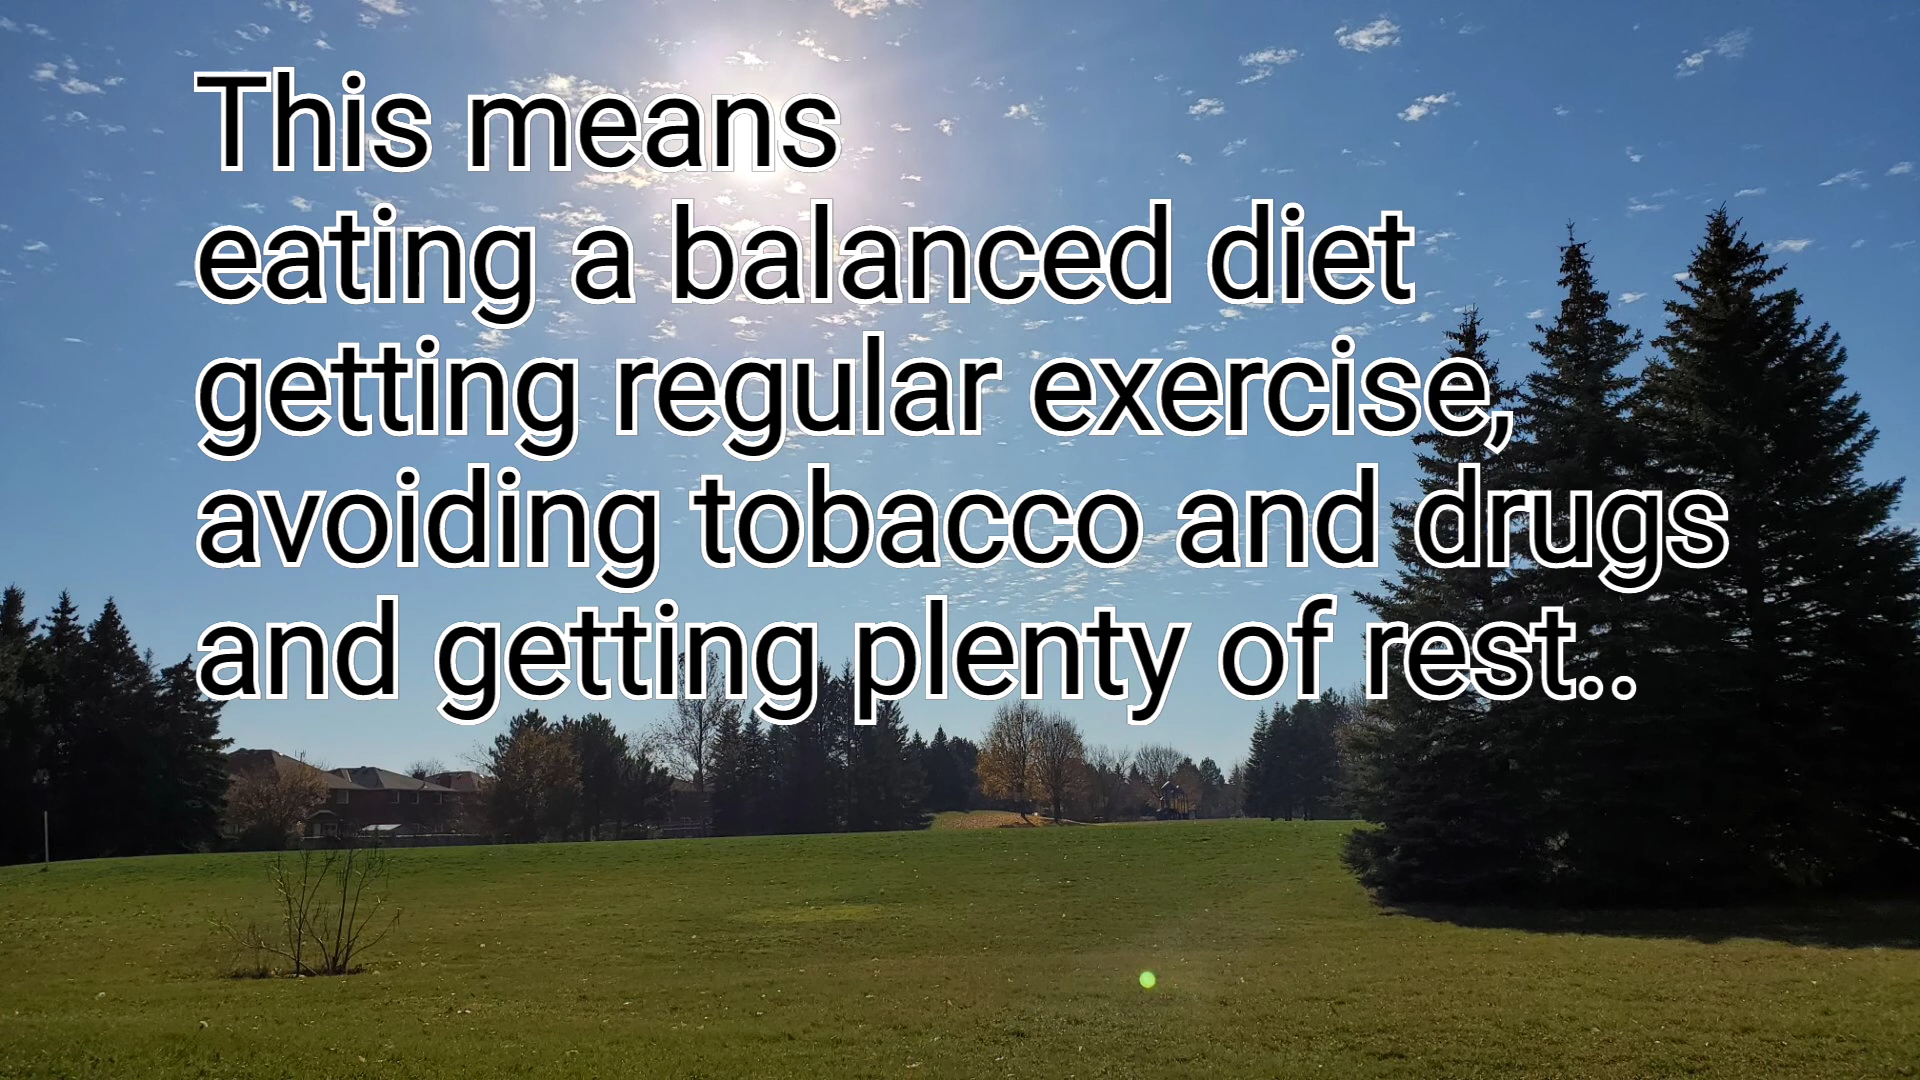 This means
eating a balanced diet
getting regular exercise,
avoiding tobacco and drugs
and getting plenty of rest..